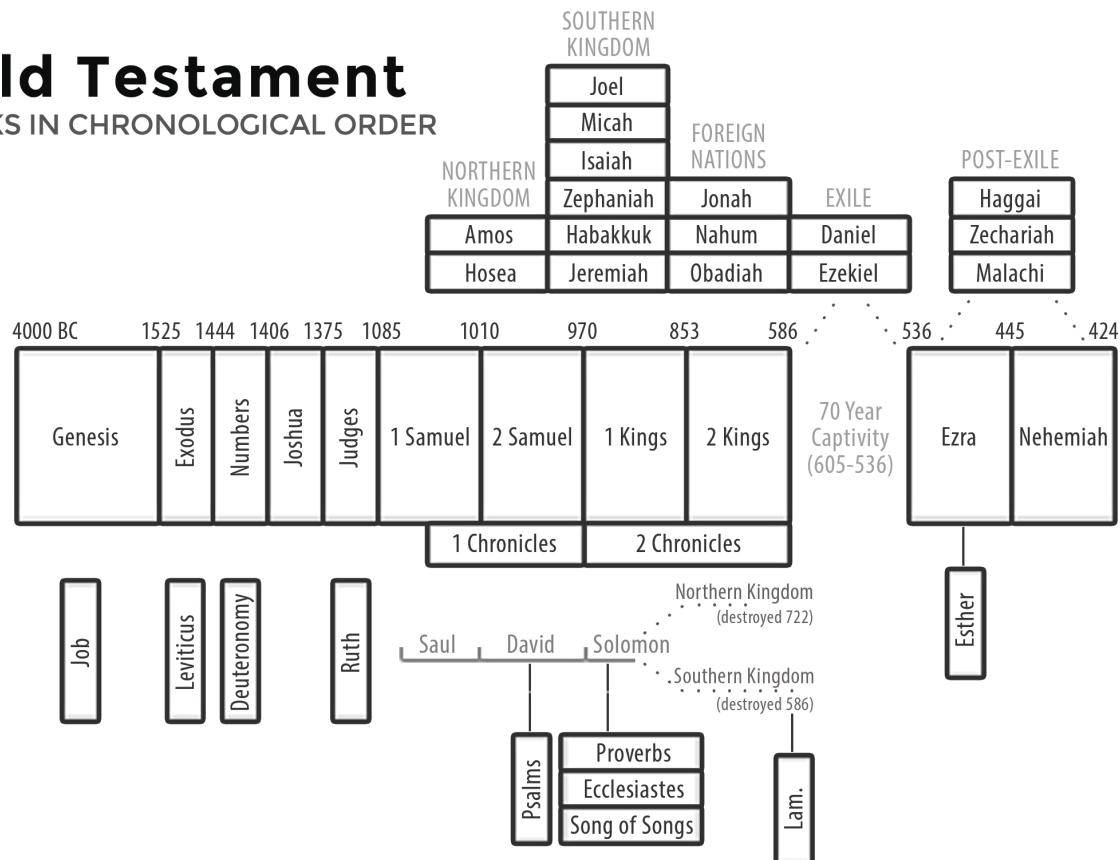 ld Testament
KS IN CHRONOLOGICAL ORDER
SOUTHERN
KINGDOM
Joel
Micah
Isaiah
Zephaniah
Habakkuk
Jeremiah
NORTHERN
KINGDOM
Amos
Hosea
FOREIGN
NATIONS
Jonah
Nahum
Obadiah
EXILE
Daniel
Ezekiel
POST-EXILE
Haggai
Zechariah
Malachi
4000 BC 1525 1444 1406 1375 1085 1010 970 853 586 536 445 424
Genesis
Exodus
Numbers
Joshua
Judges
1 Samuel
2 Samuel
1 Kings
2 Kings
70 Year
Captivity
(605-536)
Ezra
Nehemiah
1 Chronicles
2 Chronicles
Job
Leviticus
Deuteronomy
Ruth
Saul
David
Solomon
Northern Kingdom
(destroyed 722)
Southern Kingdom
(destroyed 586)
Esther
Psalms
Proverbs
Ecclesiastes
Song of Songs
Lam.